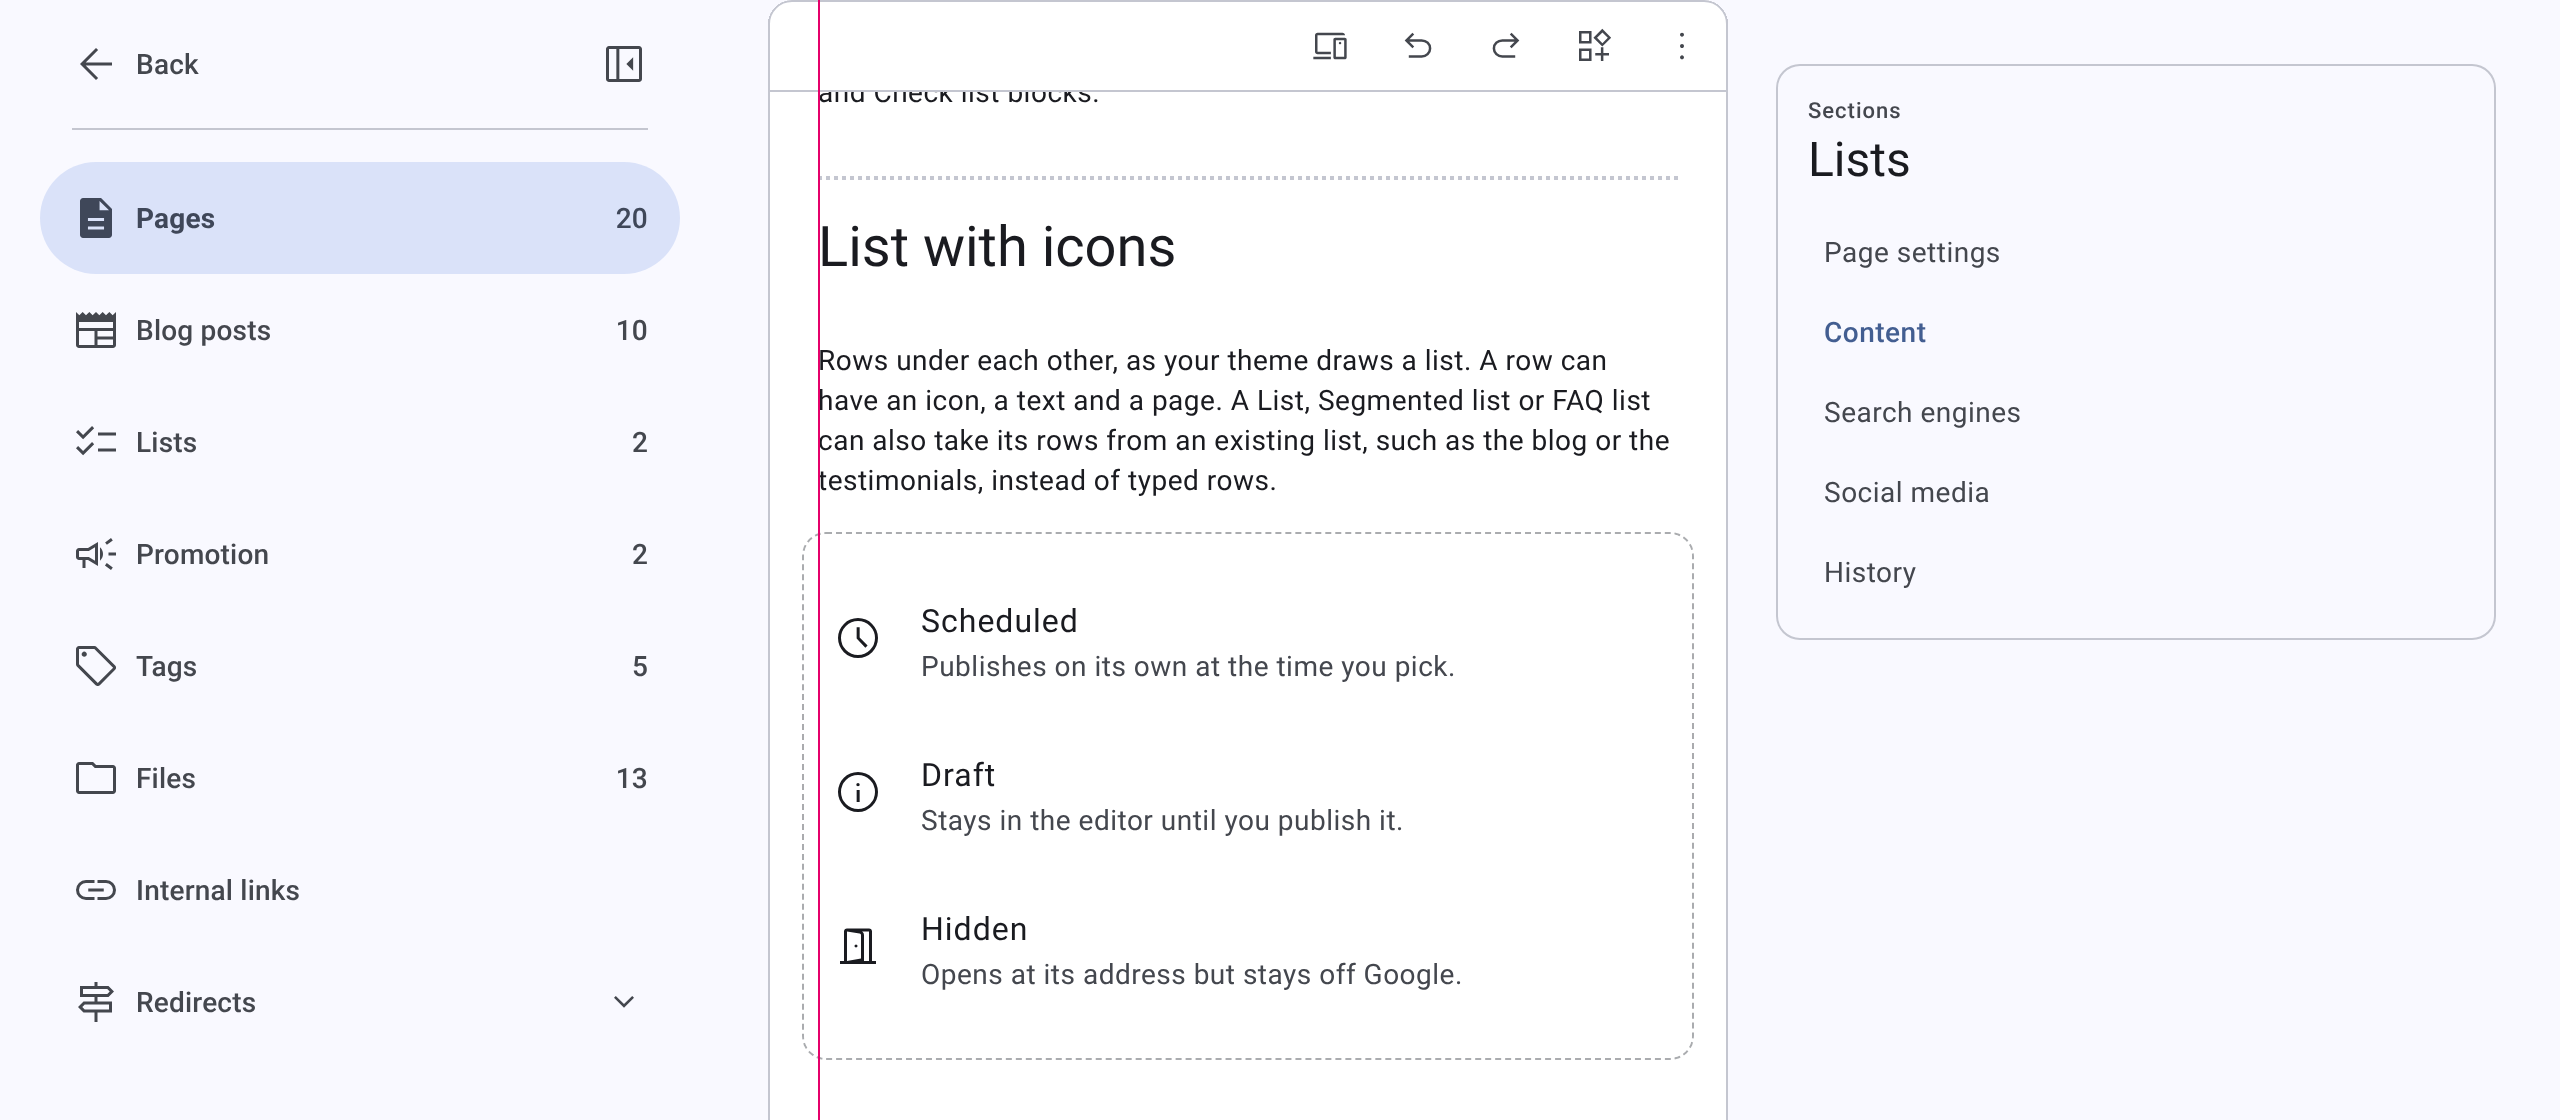 Back
Pages 20
Blog posts 10
Lists 2
Promotion 2
Tags 5
Files 13
Internal links
Redirects
and Check list blocks.
List with icons
Rows under each other, as your theme draws a list. A row can
have an icon, a text and a page. A List, Segmented list or FAQ list
can also take its rows from an existing list, such as the blog or the
testimonials, instead of typed rows.
Scheduled
Publishes on its own at the time you pick.
Draft
Stays in the editor until you publish it.
Hidden
Opens at its address but stays off Google.
Sections
Lists
Page settings
Content
Search engines
Social media
History